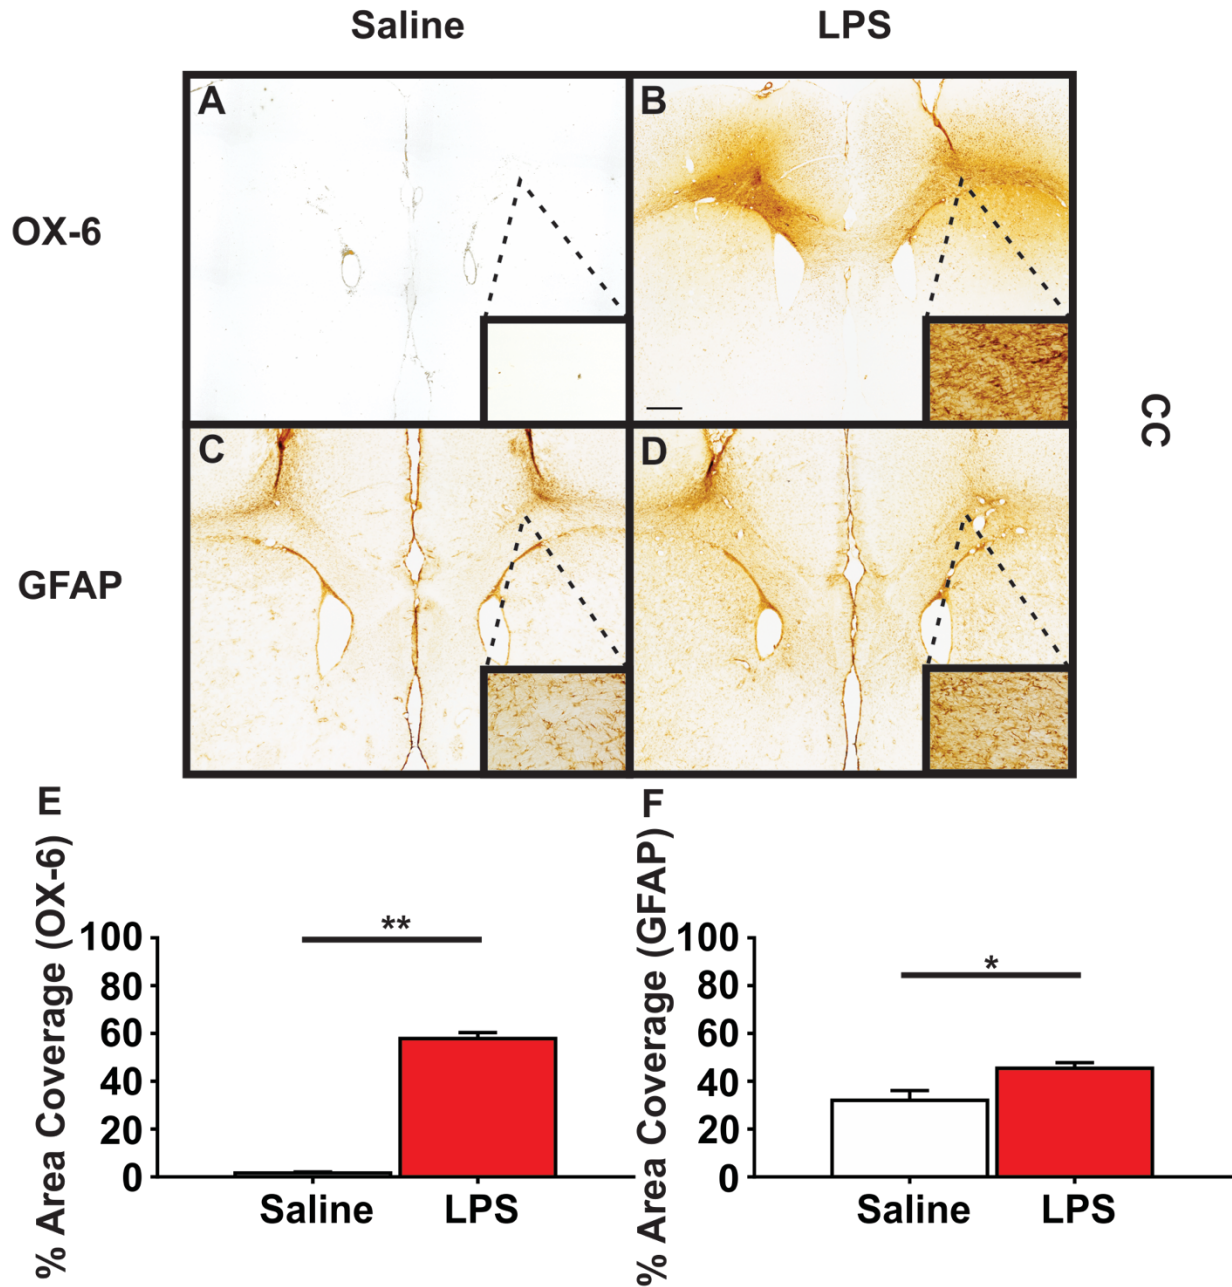 Saline LPS
A B
OX-6
CC
C D
GFAP
E F
% Area Coverage (OX-6)
100
80
60
40
20
0
**
Saline LPS
% Area Coverage (GFAP)
100
80
60
40
20
0
*
Saline LPS